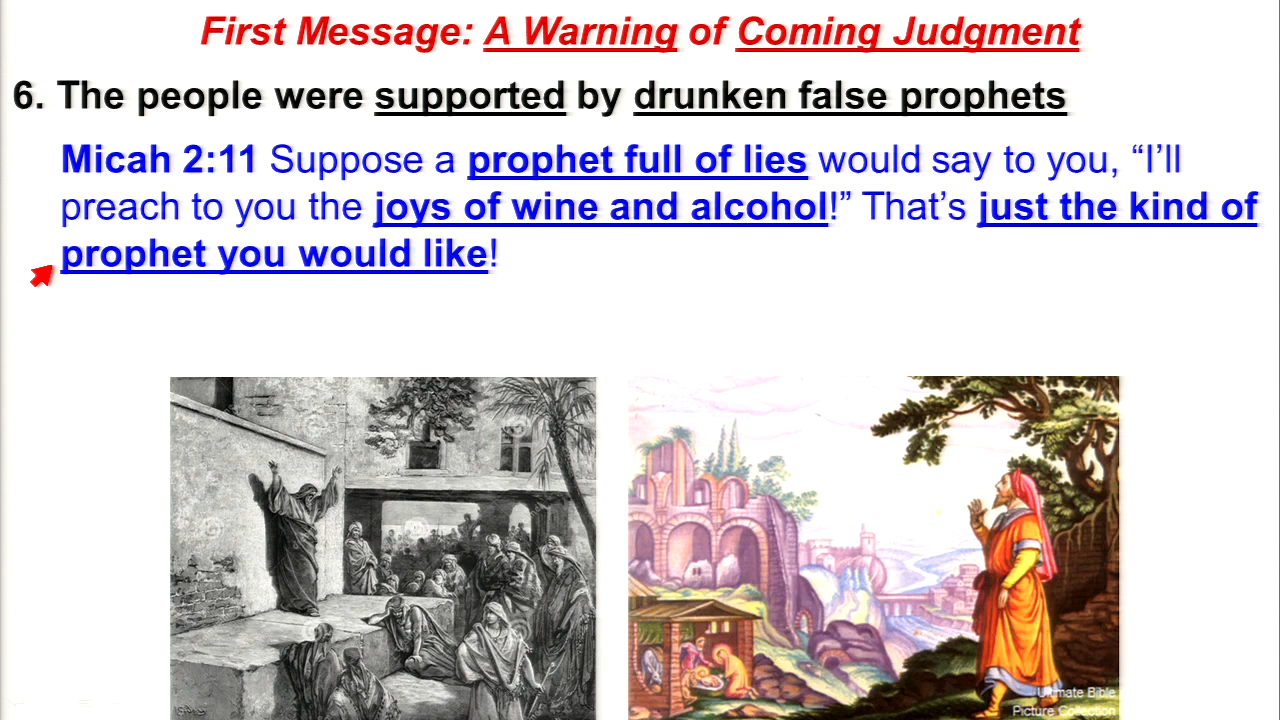 First Message: A Warning of Coming Judgment
6. The people were supported by drunken false prophets
Micah 2:11 Suppose a prophet full of lies would say to you, “I’ll
preach to you the joys of wine and alcohol!” That’s just the kind of
prophet you would like!
Ultimate Bible
Picture Collection